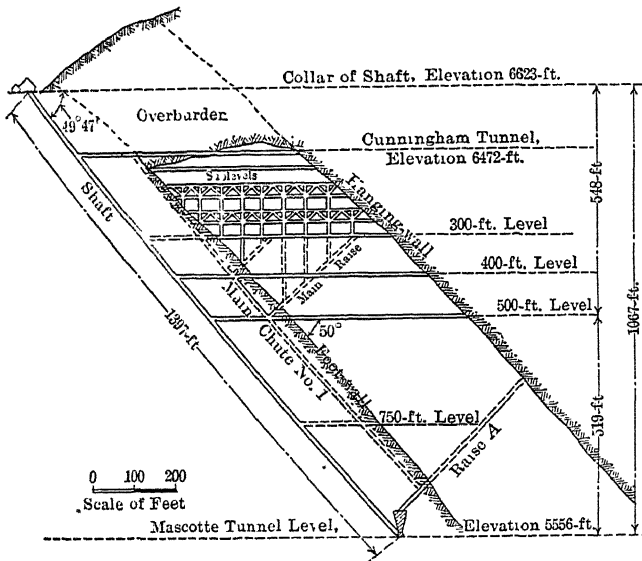 Collar of Shaft, Elevation 6623-ft.
Overburden
49°47'
Cunningham Tunnel,
Elevation 6472-ft.
Hanging-wall
Shaft
548-ft
300-ft. Level
Main Raise
400-ft. Level
500-ft. Level
1067-ft.
Main Chute No. 1
50°
Foot-wall
1397-ft
750-ft. Level
519-ft
Raise A
0 100 200
Scale of Feet
Mascotte Tunnel Level,
Elevation 5556-ft.